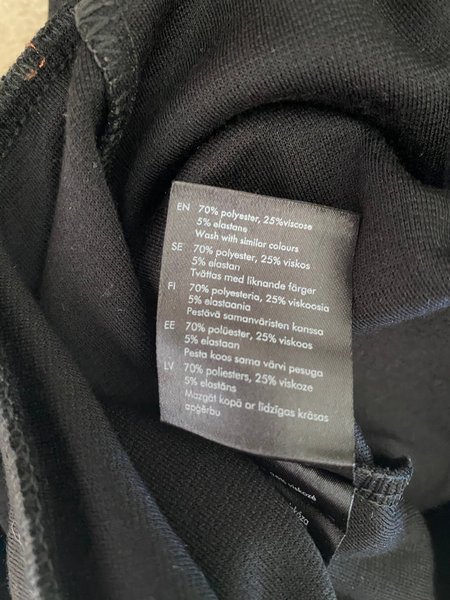 EN 70% polyester, 25%viscose
5% elastane
Wash with similar colours
SE 70% polyester, 25% viskos
5% elastan
Tvättas med liknande färger
FI 70% polyesteria, 25% viskoosia
5% elastaania
Pestävä samanväristen kanssa
EE 70% polüester, 25% viskoos
5% elastaan
Pesta koos sama värvi pesuga
LV 70% poliesters, 25% viskoze
5% elastāns
Mazgāt kopā ar līdzīgas krāsas
apģērbu
viskozė